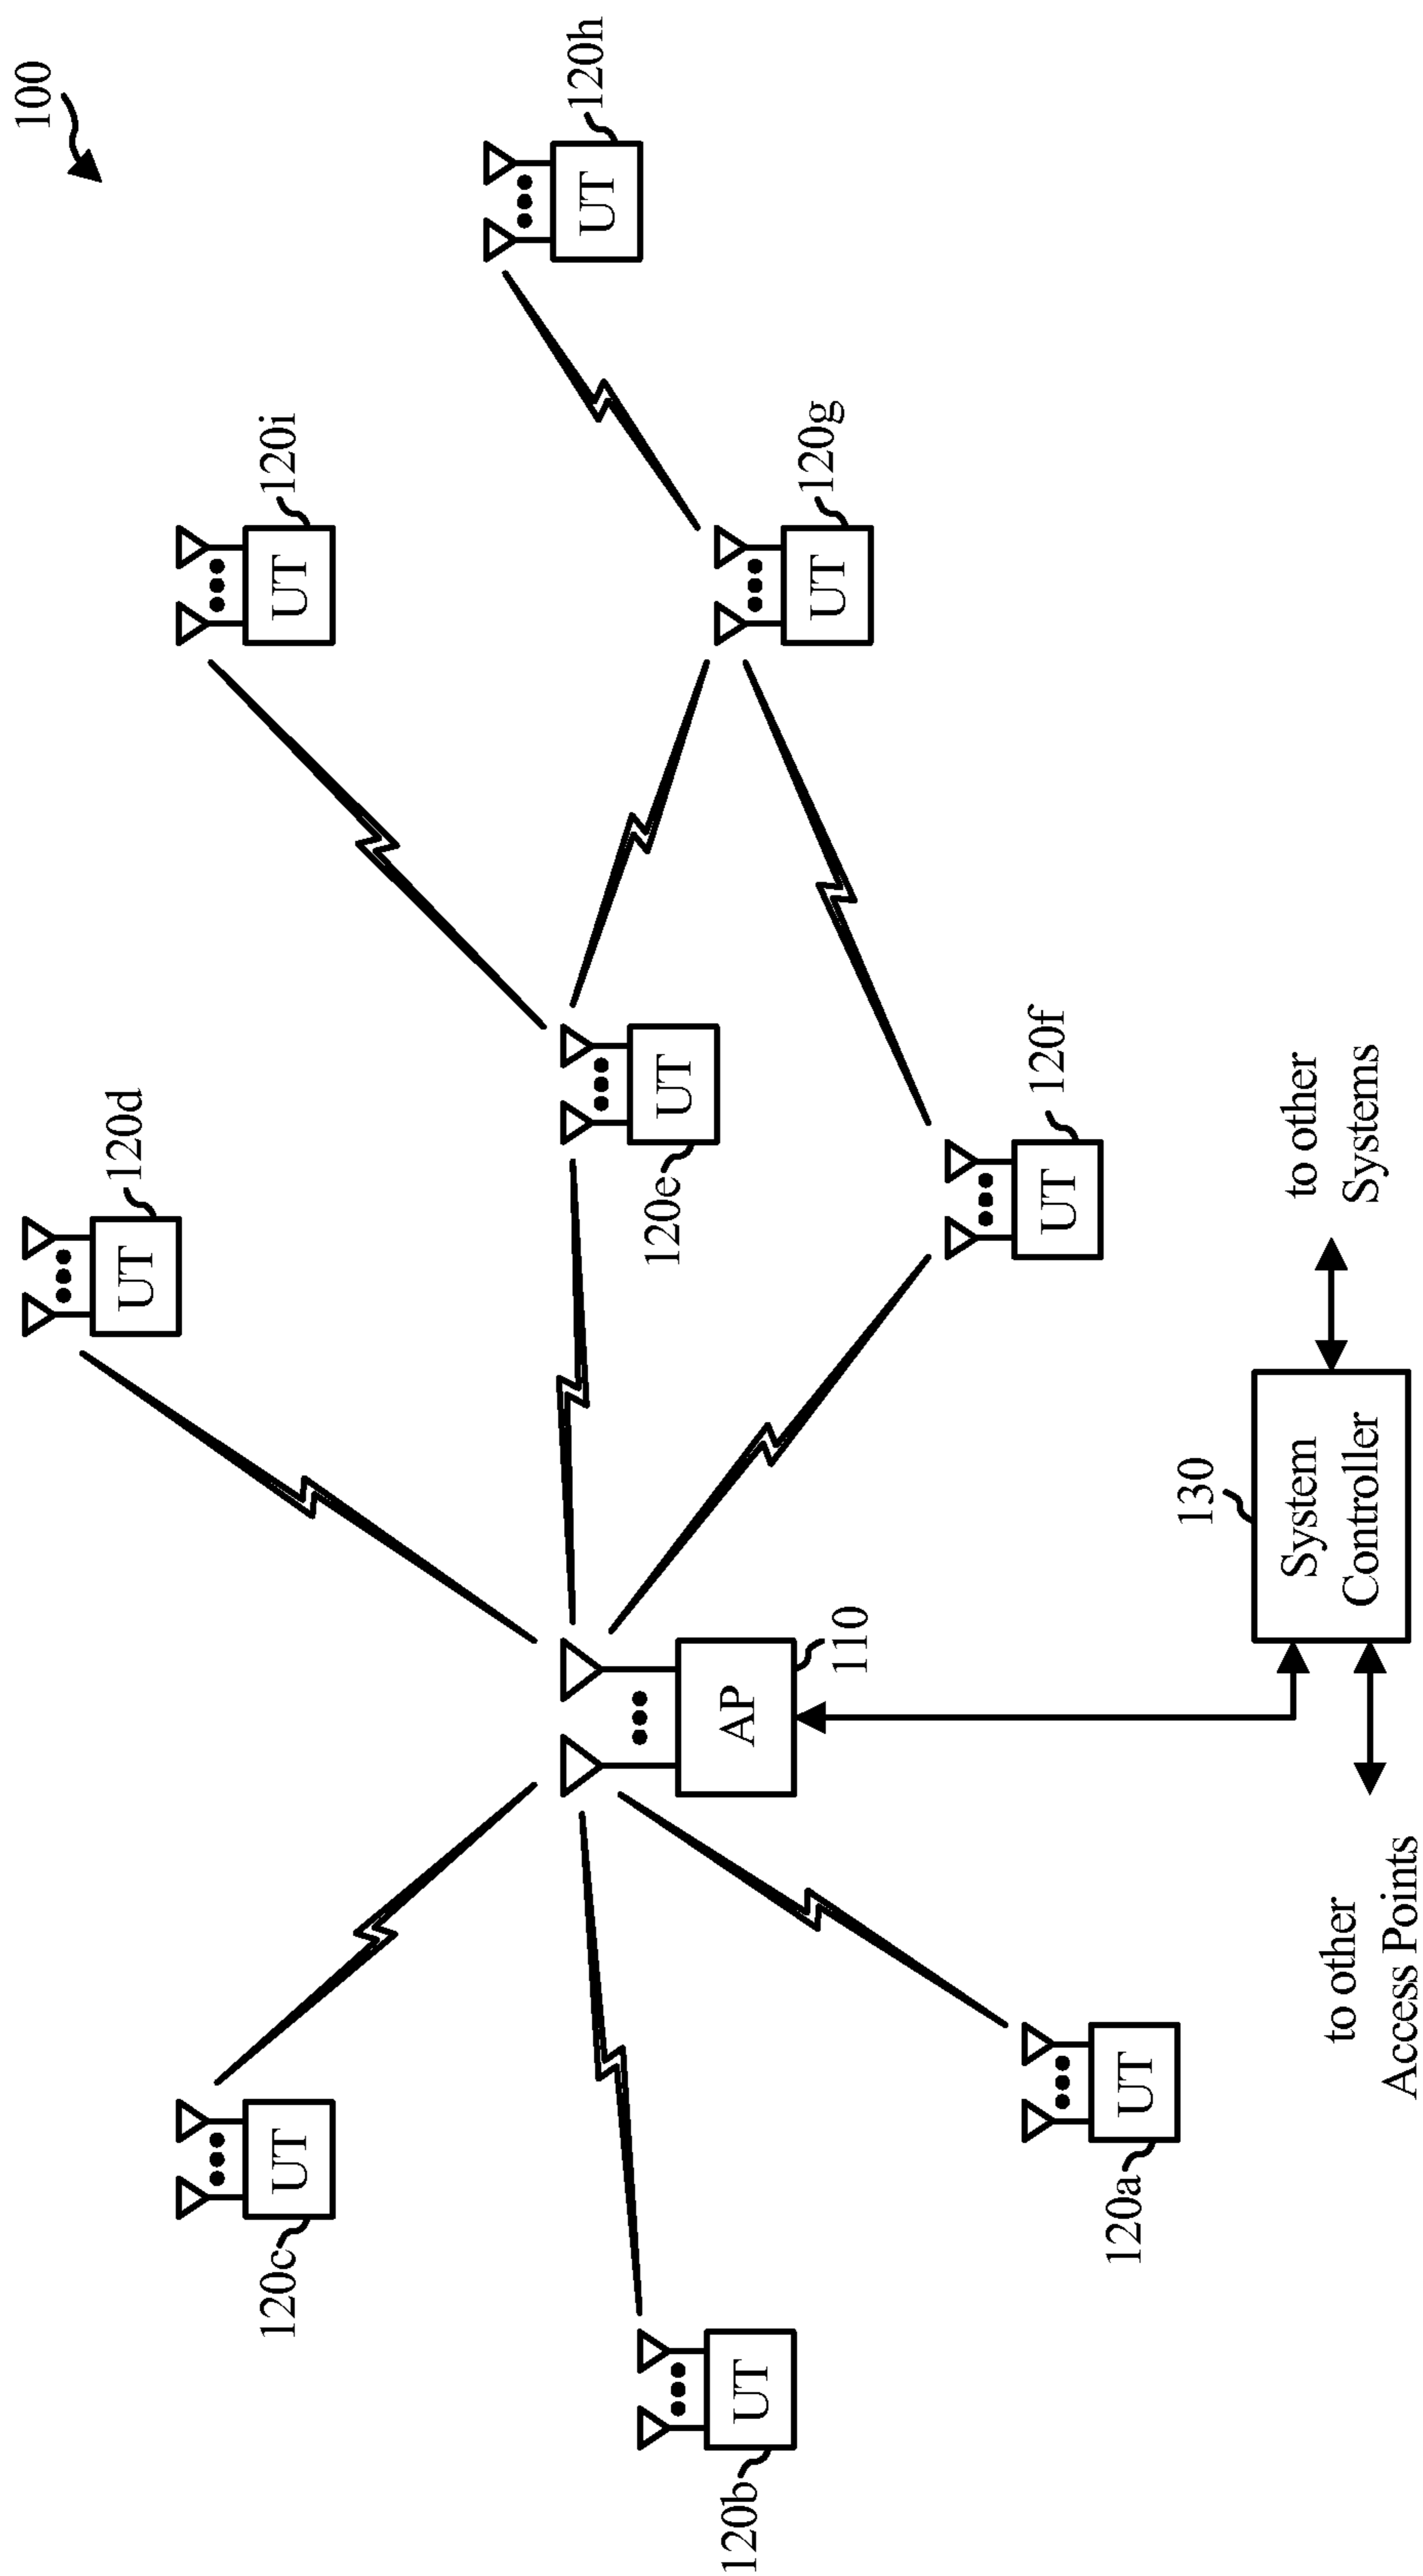 100
UT
120d
UT
120c
UT
120i
UT
120h
UT
120e
UT
120b
AP
110
UT
120g
UT
120f
UT
120a
130
System
Controller
to other
Systems
to other
Access Points